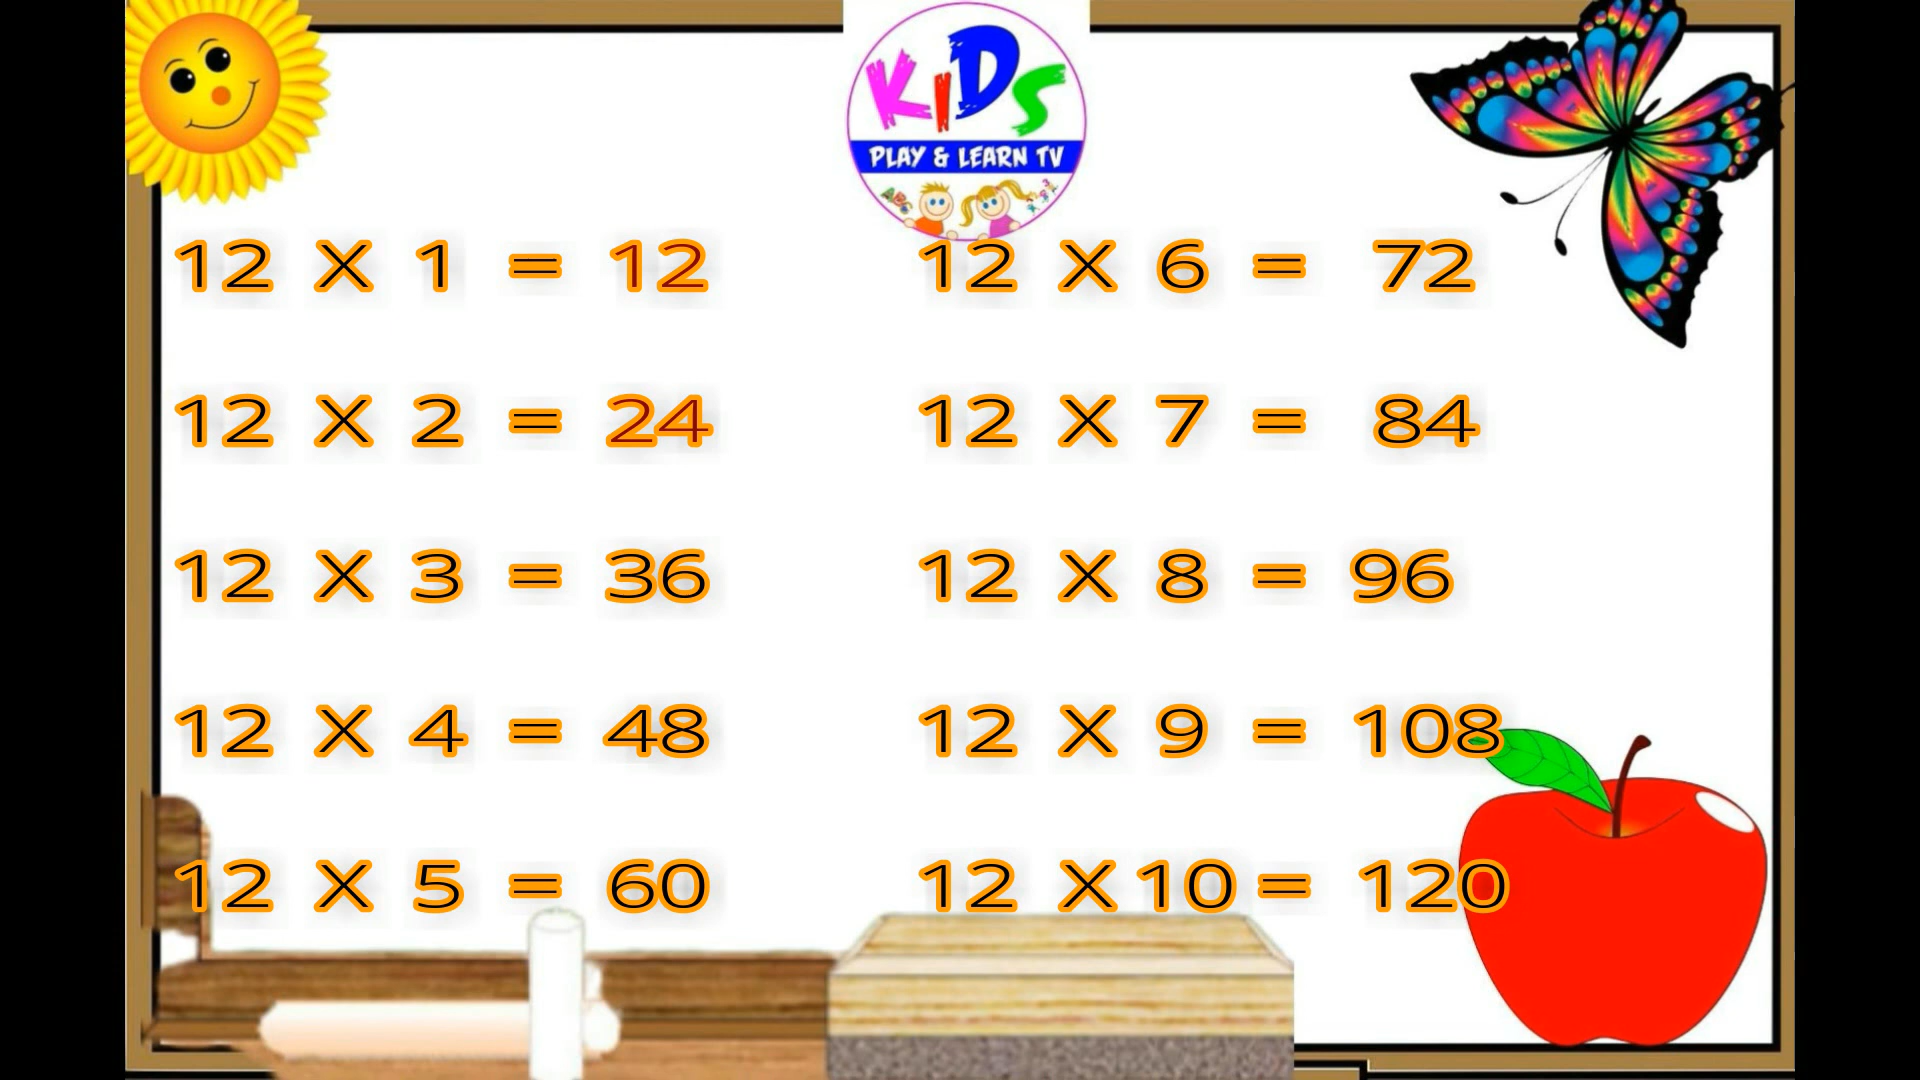 KiDS
PLAY & LEARN TV
ABC
12 X 1 = 12
12 X 2 = 24
12 X 3 = 36
12 X 4 = 48
12 X 5 = 60
12 X 6 = 72
12 X 7 = 84
12 X 8 = 96
12 X 9 = 108
12 X 10 = 120